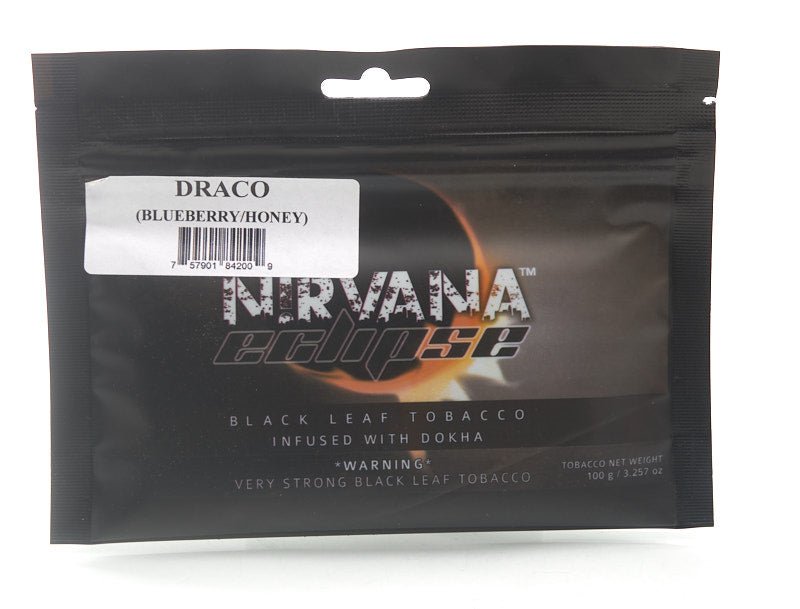 DRACO
(BLUEBERRY/HONEY)
7 57901 84200 9
NIRVANA™
eclipse
BLACK LEAF TOBACCO
INFUSED WITH DOKHA
*WARNING*
VERY STRONG BLACK LEAF TOBACCO
TOBACCO NET WEIGHT
100 g / 3.257 oz